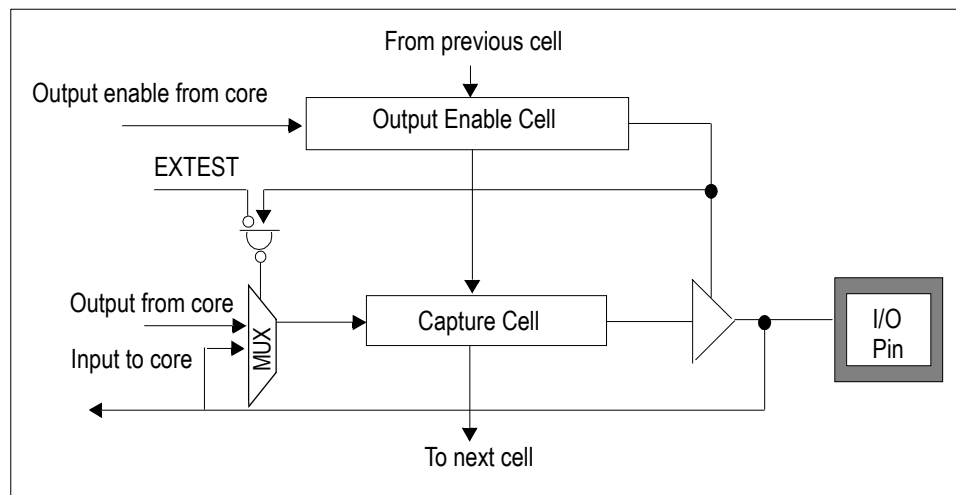 From previous cell
Output enable from core
Output Enable Cell
EXTEST
Output from core
Input to core
MUX
Capture Cell
I/O
Pin
To next cell